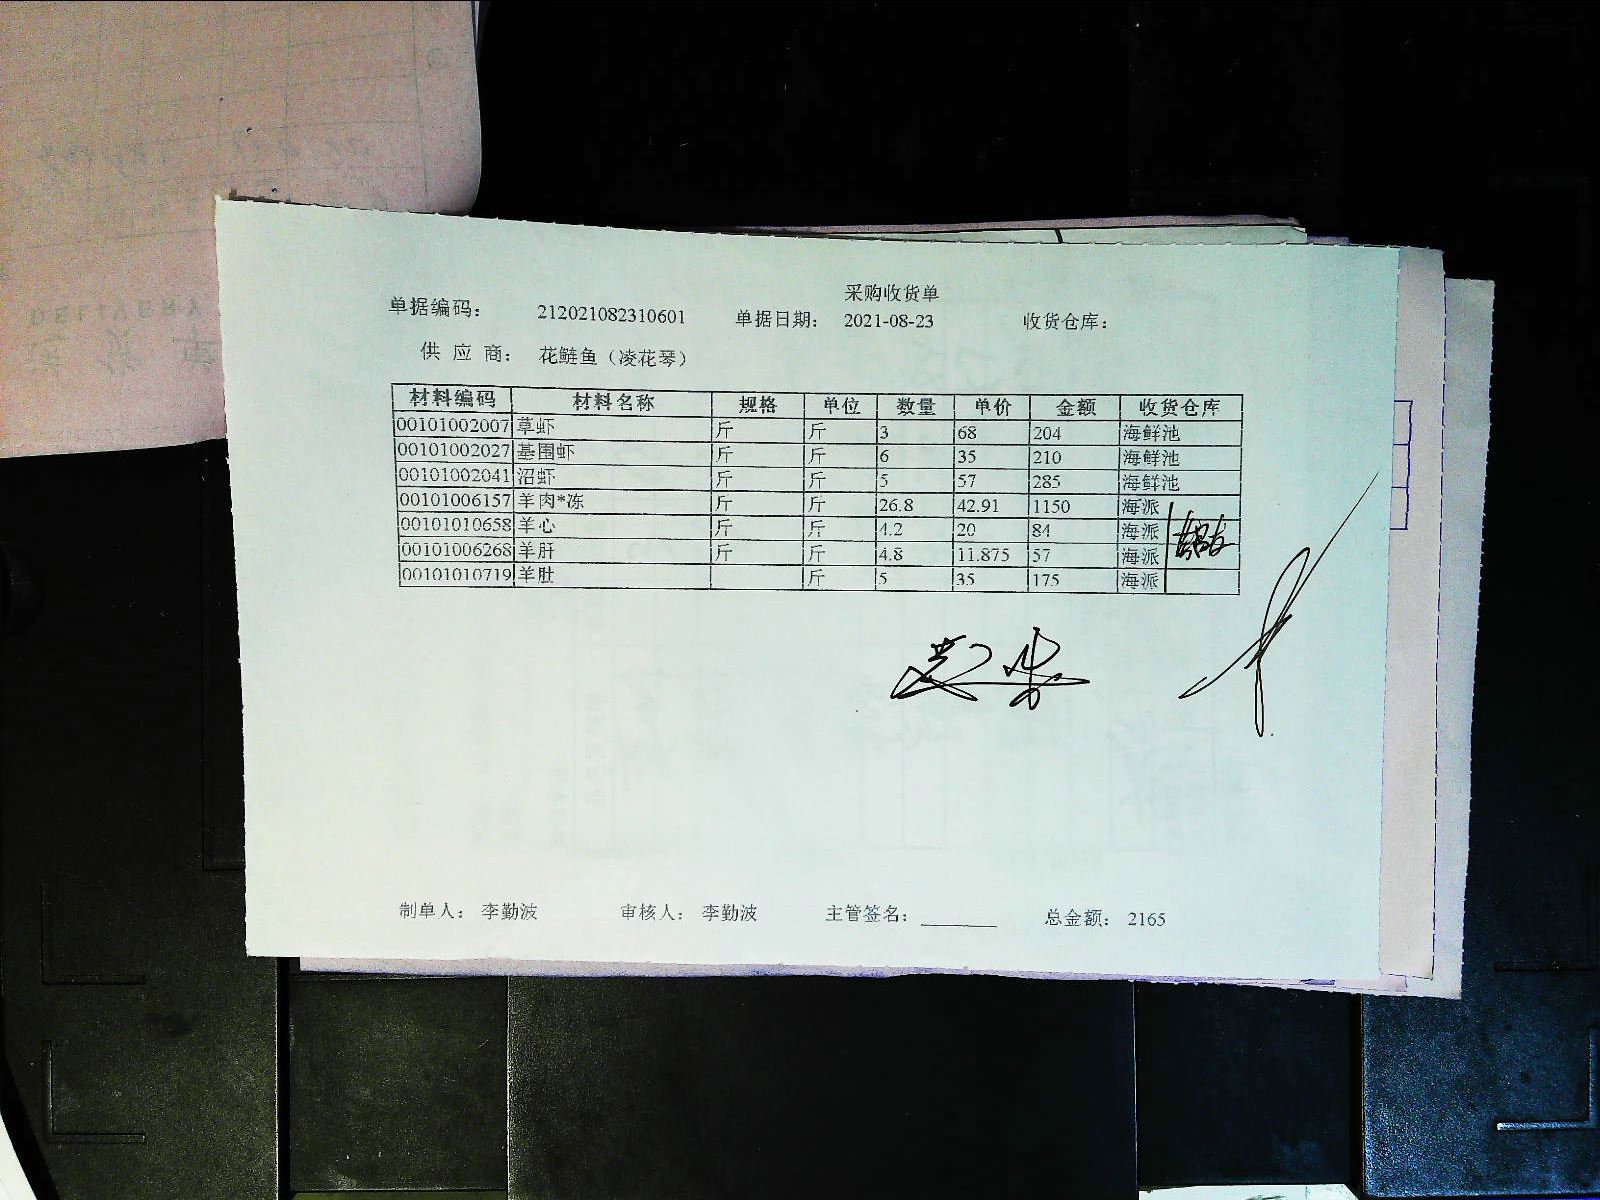 采购收货单
单据编码： 212021082310601 单据日期： 2021-08-23 收货仓库：
供 应 商： 花鲢鱼（凌花琴）
材料编码 材料名称 规格 单位 数量 单价 金额 收货仓库
00101002007 草虾 斤 斤 3 68 204 海鲜池
00101002027 基围虾 斤 斤 6 35 210 海鲜池
00101002041 沼虾 斤 斤 5 57 285 海鲜池
00101006157 羊肉*冻 斤 斤 26.8 42.91 1150 海派
00101010658 羊心 斤 斤 4.2 20 84 海派
00101006268 羊肝 斤 斤 4.8 11.875 57 海派
00101010719 羊肚 斤 5 35 175 海派
制单人： 李勤波 审核人： 李勤波 主管签名： 总金额： 2165